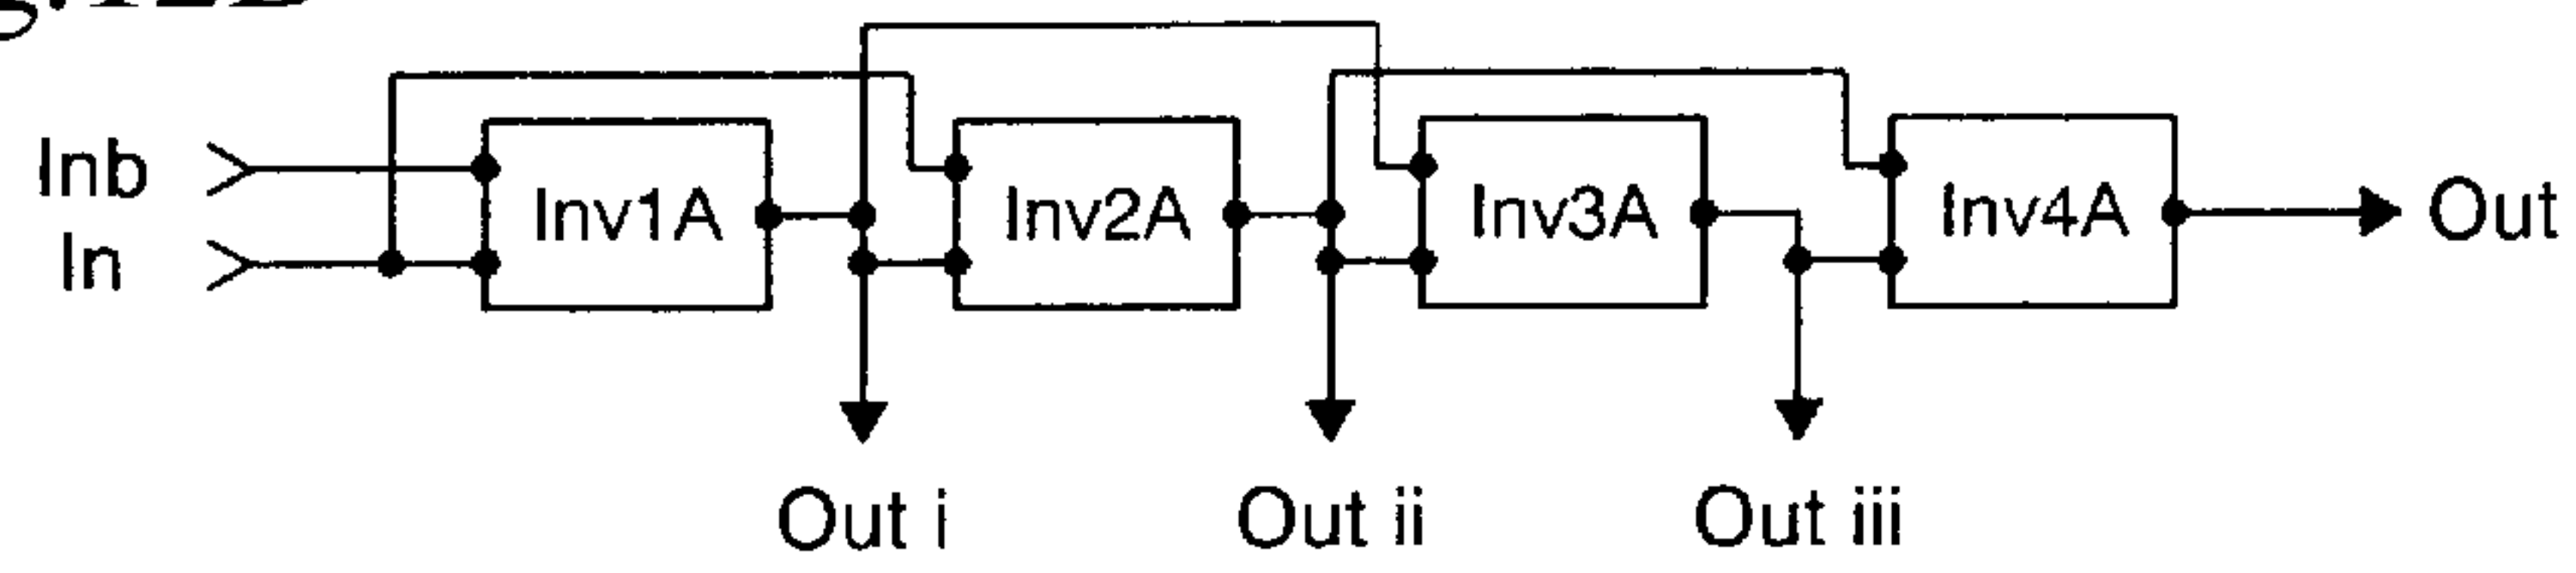 Inb
In
Inv1A
Inv2A
Inv3A
Inv4A
Out
Out i
Out ii
Out iii